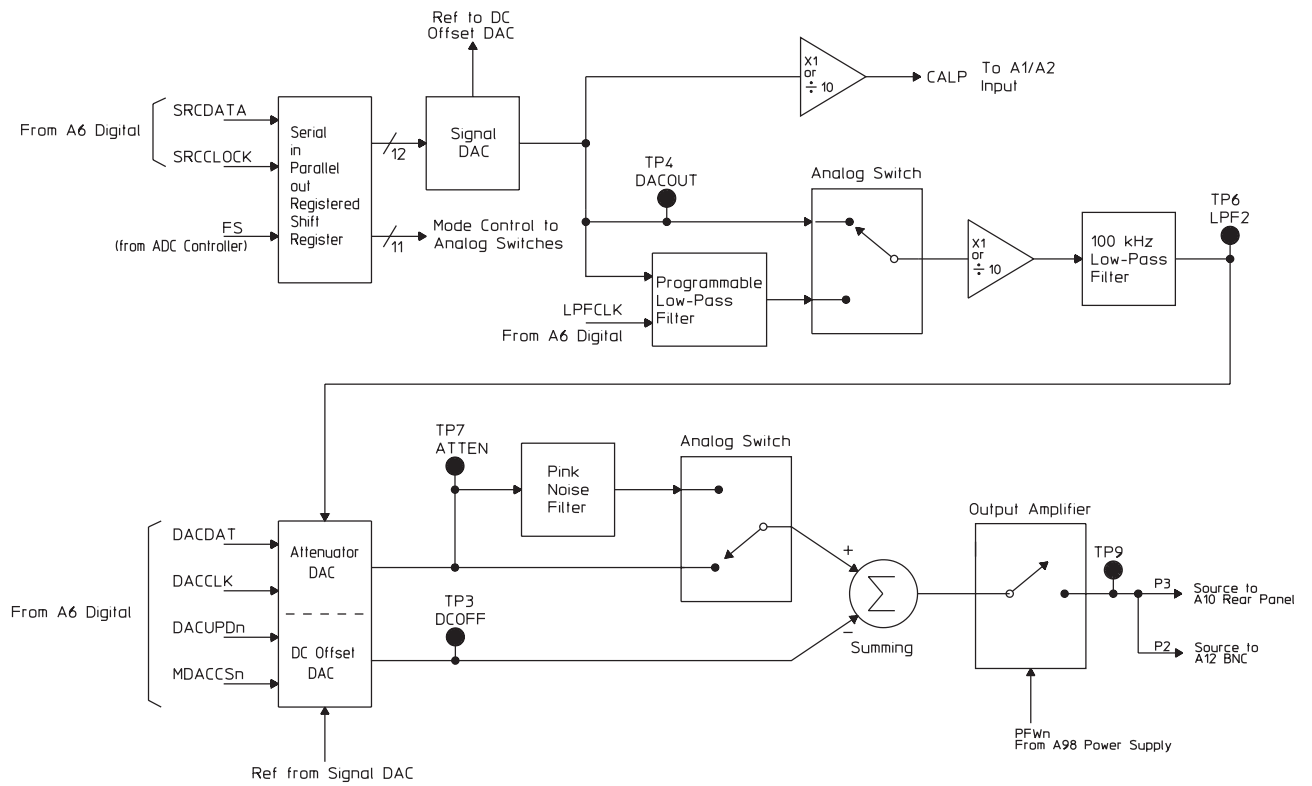 Ref to DC
Offset DAC
SRCDATA
From A6 Digital
SRCCLOCK
FS
(from ADC Controller)
Serial
in
Parallel
out
Registered
Shift
Register
12
11
Signal
DAC
Mode Control to
Analog Switches
X1
or
÷ 10
CALP
To A1/A2
Input
TP4
DACOUT
Analog Switch
Programmable
Low-Pass
Filter
LPFCLK
From A6 Digital
X1
or
÷ 10
100 kHz
Low-Pass
Filter
TP6
LPF2
TP7
ATTEN
Pink
Noise
Filter
Analog Switch
DACDAT
DACCLK
From A6 Digital
DACUPDn
MDACCSn
Attenuator
DAC
DC Offset
DAC
TP3
DCOFF
Ref from Signal DAC
+
Σ
−
Summing
Output Amplifier
TP9
P3
Source to
A10 Rear Panel
P2
Source to
A12 BNC
PFWn
From A98 Power Supply